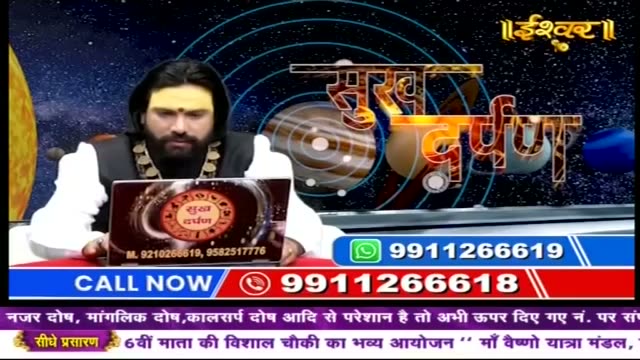 ॥ईश्वर॥
सुख
दर्पण
सुख
दर्पण
M. 9210266619, 9582517776
9911266619
CALL NOW 9911266618
नजर दोष, मांगलिक दोष,कालसर्प दोष आदि से परेशान है तो अभी ऊपर दिए गए नं. पर संप
सीधे प्रसारण 6वीं माता की विशाल चौकी का भव्य आयोजन " माँ वैष्णो यात्रा मंडल,